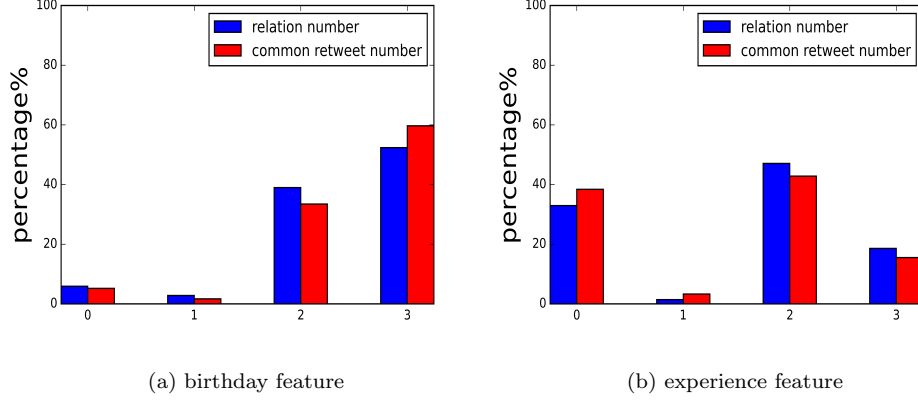 percentage%
100
80
60
40
20
0
0 1 2 3
relation number
common retweet number
(a) birthday feature
percentage%
100
80
60
40
20
0
0 1 2 3
relation number
common retweet number
(b) experience feature